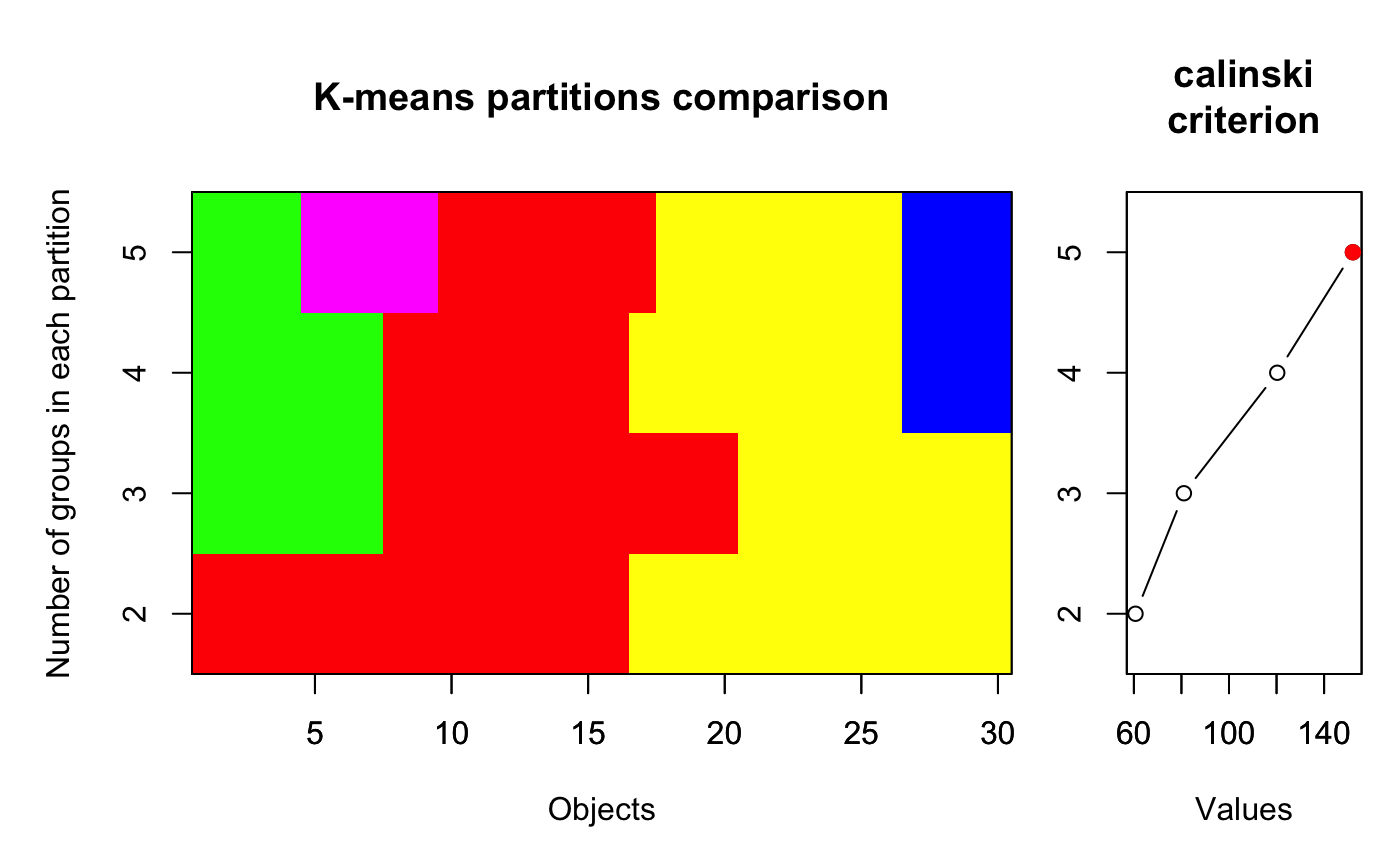 K-means partitions comparison
Number of groups in each partition
5
4
3
2
5 10 15 20 25 30
Objects
calinski
criterion
5
4
3
2
60 100 140
Values